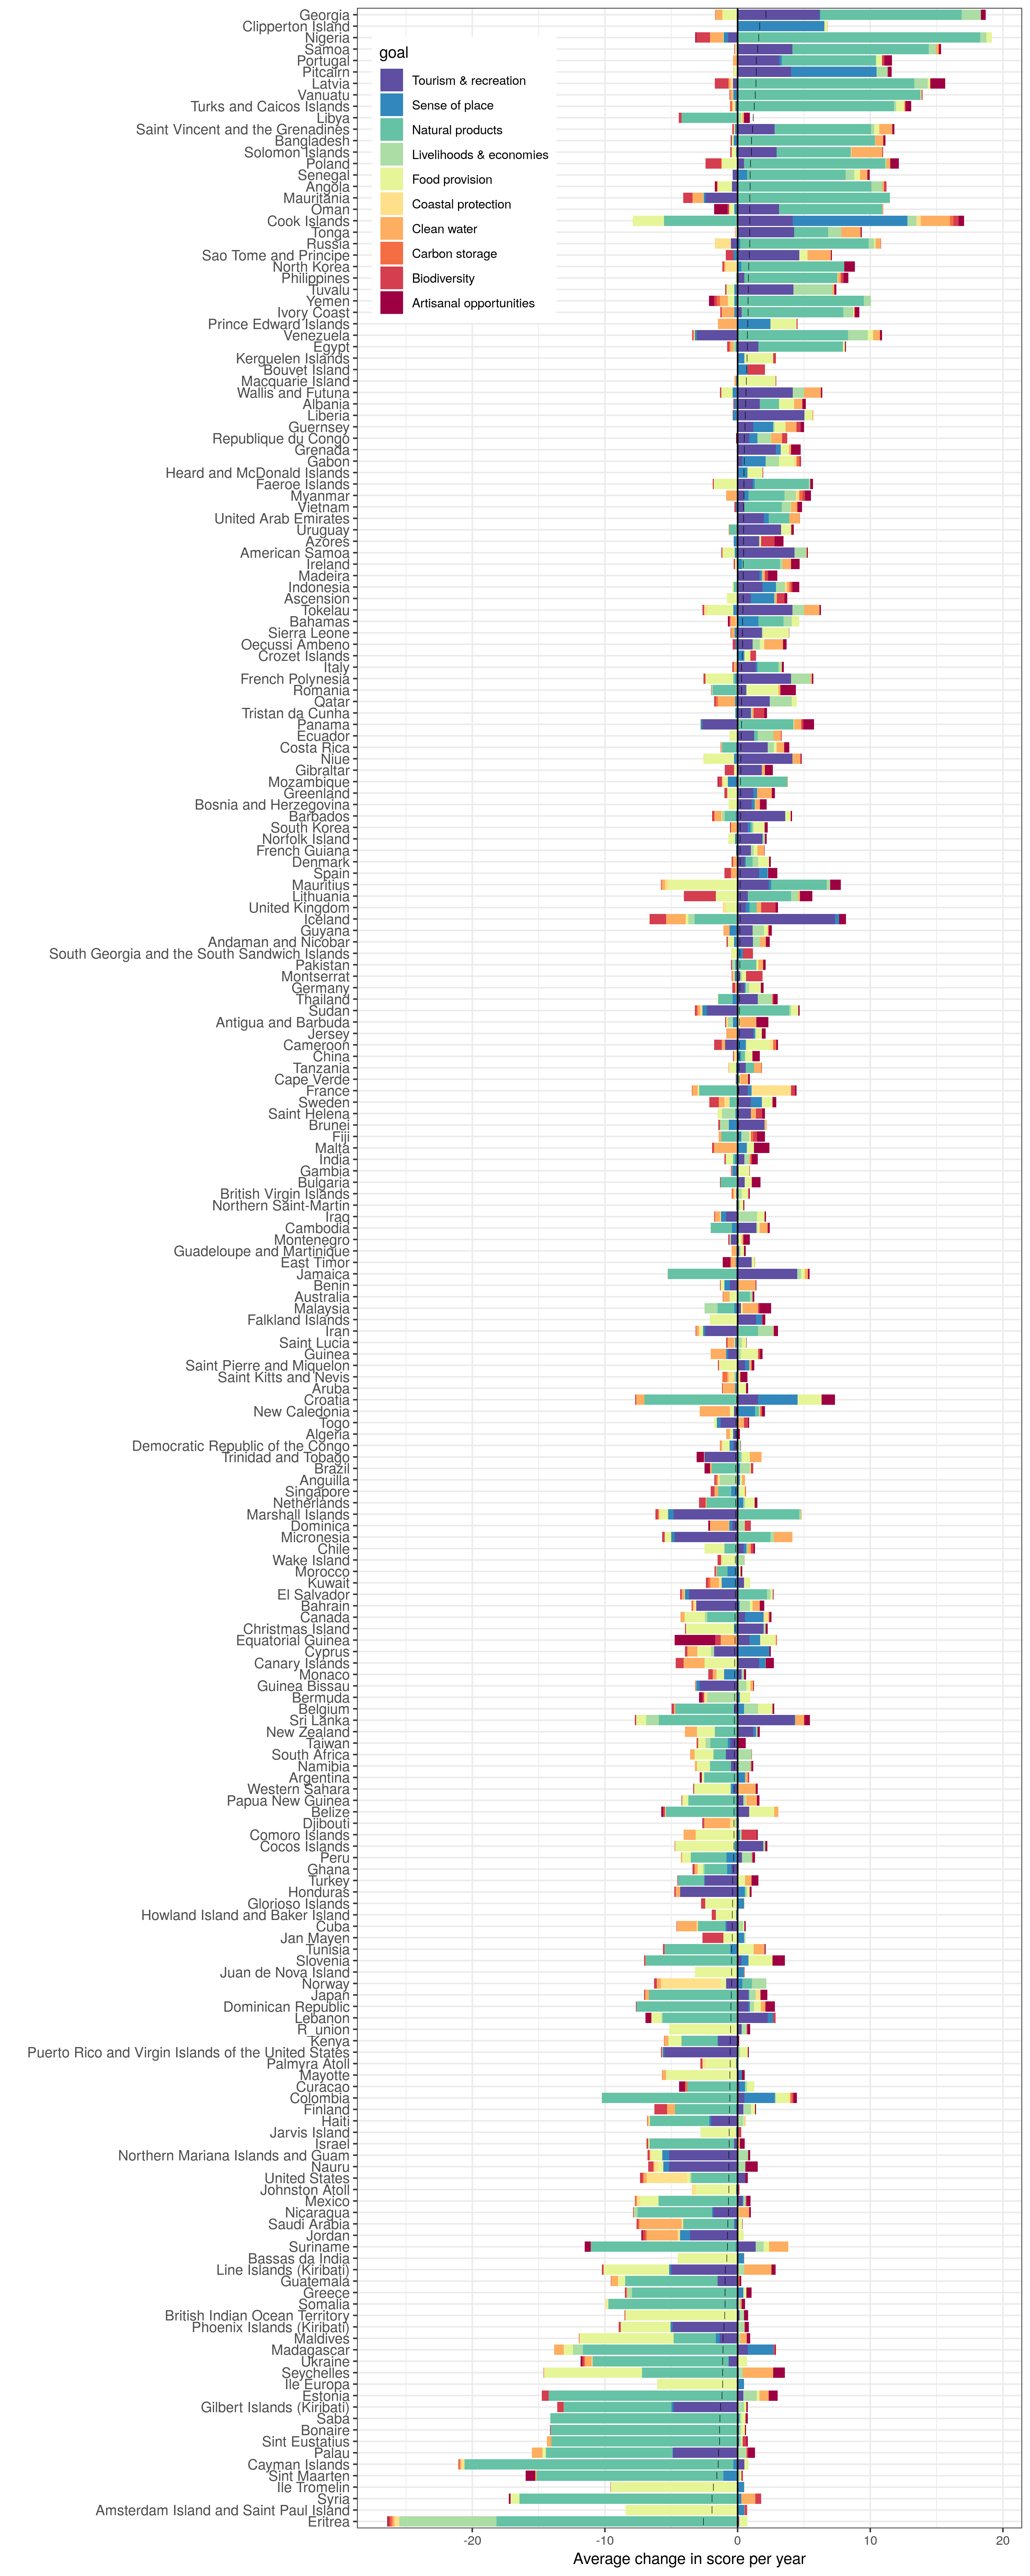 Georgia
Clipperton Island
Nigeria
Samoa
Portugal
Pitcairn
Latvia
Vanuatu
Turks and Caicos Islands
Libya
Saint Vincent and the Grenadines
Bangladesh
Solomon Islands
Poland
Senegal
Angola
Mauritania
Oman
Cook Islands
Tonga
Russia
Sao Tome and Principe
North Korea
Philippines
Tuvalu
Yemen
Ivory Coast
Prince Edward Islands
Venezuela
Egypt
Kerguelen Islands
Bouvet Island
Macquarie Island
Wallis and Futuna
Albania
Liberia
Guernsey
Republique du Congo
Grenada
Gabon
Heard and McDonald Islands
Faeroe Islands
Myanmar
Vietnam
United Arab Emirates
Uruguay
Azores
American Samoa
Ireland
Madeira
Indonesia
Ascension
Tokelau
Bahamas
Sierra Leone
Oecussi Ambeno
Crozet Islands
Italy
French Polynesia
Romania
Qatar
Tristan da Cunha
Panama
Ecuador
Costa Rica
Niue
Gibraltar
Mozambique
Greenland
Bosnia and Herzegovina
Barbados
South Korea
Norfolk Island
French Guiana
Denmark
Spain
Mauritius
Lithuania
United Kingdom
Iceland
Guyana
Andaman and Nicobar
South Georgia and the South Sandwich Islands
Pakistan
Montserrat
Germany
Thailand
Sudan
Antigua and Barbuda
Jersey
Cameroon
China
Tanzania
Cape Verde
France
Sweden
Saint Helena
Brunei
Fiji
Malta
India
Gambia
Bulgaria
British Virgin Islands
Northern Saint-Martin
Iraq
Cambodia
Montenegro
Guadeloupe and Martinique
East Timor
Jamaica
Benin
Australia
Malaysia
Falkland Islands
Iran
Saint Lucia
Guinea
Saint Pierre and Miquelon
Saint Kitts and Nevis
Aruba
Croatia
New Caledonia
Togo
Algeria
Democratic Republic of the Congo
Trinidad and Tobago
Brazil
Anguilla
Singapore
Netherlands
Marshall Islands
Dominica
Micronesia
Chile
Wake Island
Morocco
Kuwait
El Salvador
Bahrain
Canada
Christmas Island
Equatorial Guinea
Cyprus
Canary Islands
Monaco
Guinea Bissau
Bermuda
Belgium
Sri Lanka
New Zealand
Taiwan
South Africa
Namibia
Argentina
Western Sahara
Papua New Guinea
Belize
Djibouti
Comoro Islands
Cocos Islands
Peru
Ghana
Turkey
Honduras
Glorioso Islands
Howland Island and Baker Island
Cuba
Jan Mayen
Tunisia
Slovenia
Juan de Nova Island
Norway
Japan
Dominican Republic
Lebanon
R_union
Kenya
Puerto Rico and Virgin Islands of the United States
Palmyra Atoll
Mayotte
Curacao
Colombia
Finland
Haiti
Jarvis Island
Israel
Northern Mariana Islands and Guam
Nauru
United States
Johnston Atoll
Mexico
Nicaragua
Saudi Arabia
Jordan
Suriname
Bassas da India
Line Islands (Kiribati)
Guatemala
Greece
Somalia
British Indian Ocean Territory
Phoenix Islands (Kiribati)
Maldives
Madagascar
Ukraine
Seychelles
Ile Europa
Estonia
Gilbert Islands (Kiribati)
Saba
Bonaire
Sint Eustatius
Palau
Cayman Islands
Sint Maarten
Ile Tromelin
Syria
Amsterdam Island and Saint Paul Island
Eritrea
goal
Tourism & recreation
Sense of place
Natural products
Livelihoods & economies
Food provision
Coastal protection
Clean water
Carbon storage
Biodiversity
Artisanal opportunities
-20 -10 0 10 20
Average change in score per year